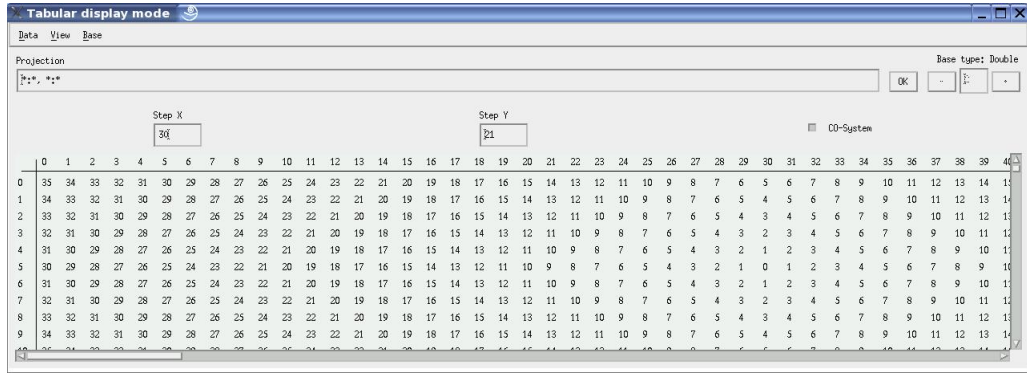 Tabular display mode
Data View Base
Projection Base type: Double
*:*, *:* OK - +
Step X Step Y
30 21 CO-System
0 1 2 3 4 5 6 7 8 9 10 11 12 13 14 15 16 17 18 19 20 21 22 23 24 25 26 27 28 29 30 31 32 33 34 35 36 37 38 39
0 35 34 33 32 31 30 29 28 27 26 25 24 23 22 21 20 19 18 17 16 15 14 13 12 11 10 9 8 7 6 5 6 7 8 9 10 11 12 13 14
1 34 33 32 31 30 29 28 27 26 25 24 23 22 21 20 19 18 17 16 15 14 13 12 11 10 9 8 7 6 5 4 5 6 7 8 9 10 11 12 13
2 33 32 31 30 29 28 27 26 25 24 23 22 21 20 19 18 17 16 15 14 13 12 11 10 9 8 7 6 5 4 3 4 5 6 7 8 9 10 11 12
3 32 31 30 29 28 27 26 25 24 23 22 21 20 19 18 17 16 15 14 13 12 11 10 9 8 7 6 5 4 3 2 3 4 5 6 7 8 9 10 11
4 31 30 29 28 27 26 25 24 23 22 21 20 19 18 17 16 15 14 13 12 11 10 9 8 7 6 5 4 3 2 1 2 3 4 5 6 7 8 9 10
5 30 29 28 27 26 25 24 23 22 21 20 19 18 17 16 15 14 13 12 11 10 9 8 7 6 5 4 3 2 1 0 1 2 3 4 5 6 7 8 9
6 31 30 29 28 27 26 25 24 23 22 21 20 19 18 17 16 15 14 13 12 11 10 9 8 7 6 5 4 3 2 1 2 3 4 5 6 7 8 9 10
7 32 31 30 29 28 27 26 25 24 23 22 21 20 19 18 17 16 15 14 13 12 11 10 9 8 7 6 5 4 3 2 3 4 5 6 7 8 9 10 11
8 33 32 31 30 29 28 27 26 25 24 23 22 21 20 19 18 17 16 15 14 13 12 11 10 9 8 7 6 5 4 3 4 5 6 7 8 9 10 11 12
9 34 33 32 31 30 29 28 27 26 25 24 23 22 21 20 19 18 17 16 15 14 13 12 11 10 9 8 7 6 5 4 5 6 7 8 9 10 11 12 13